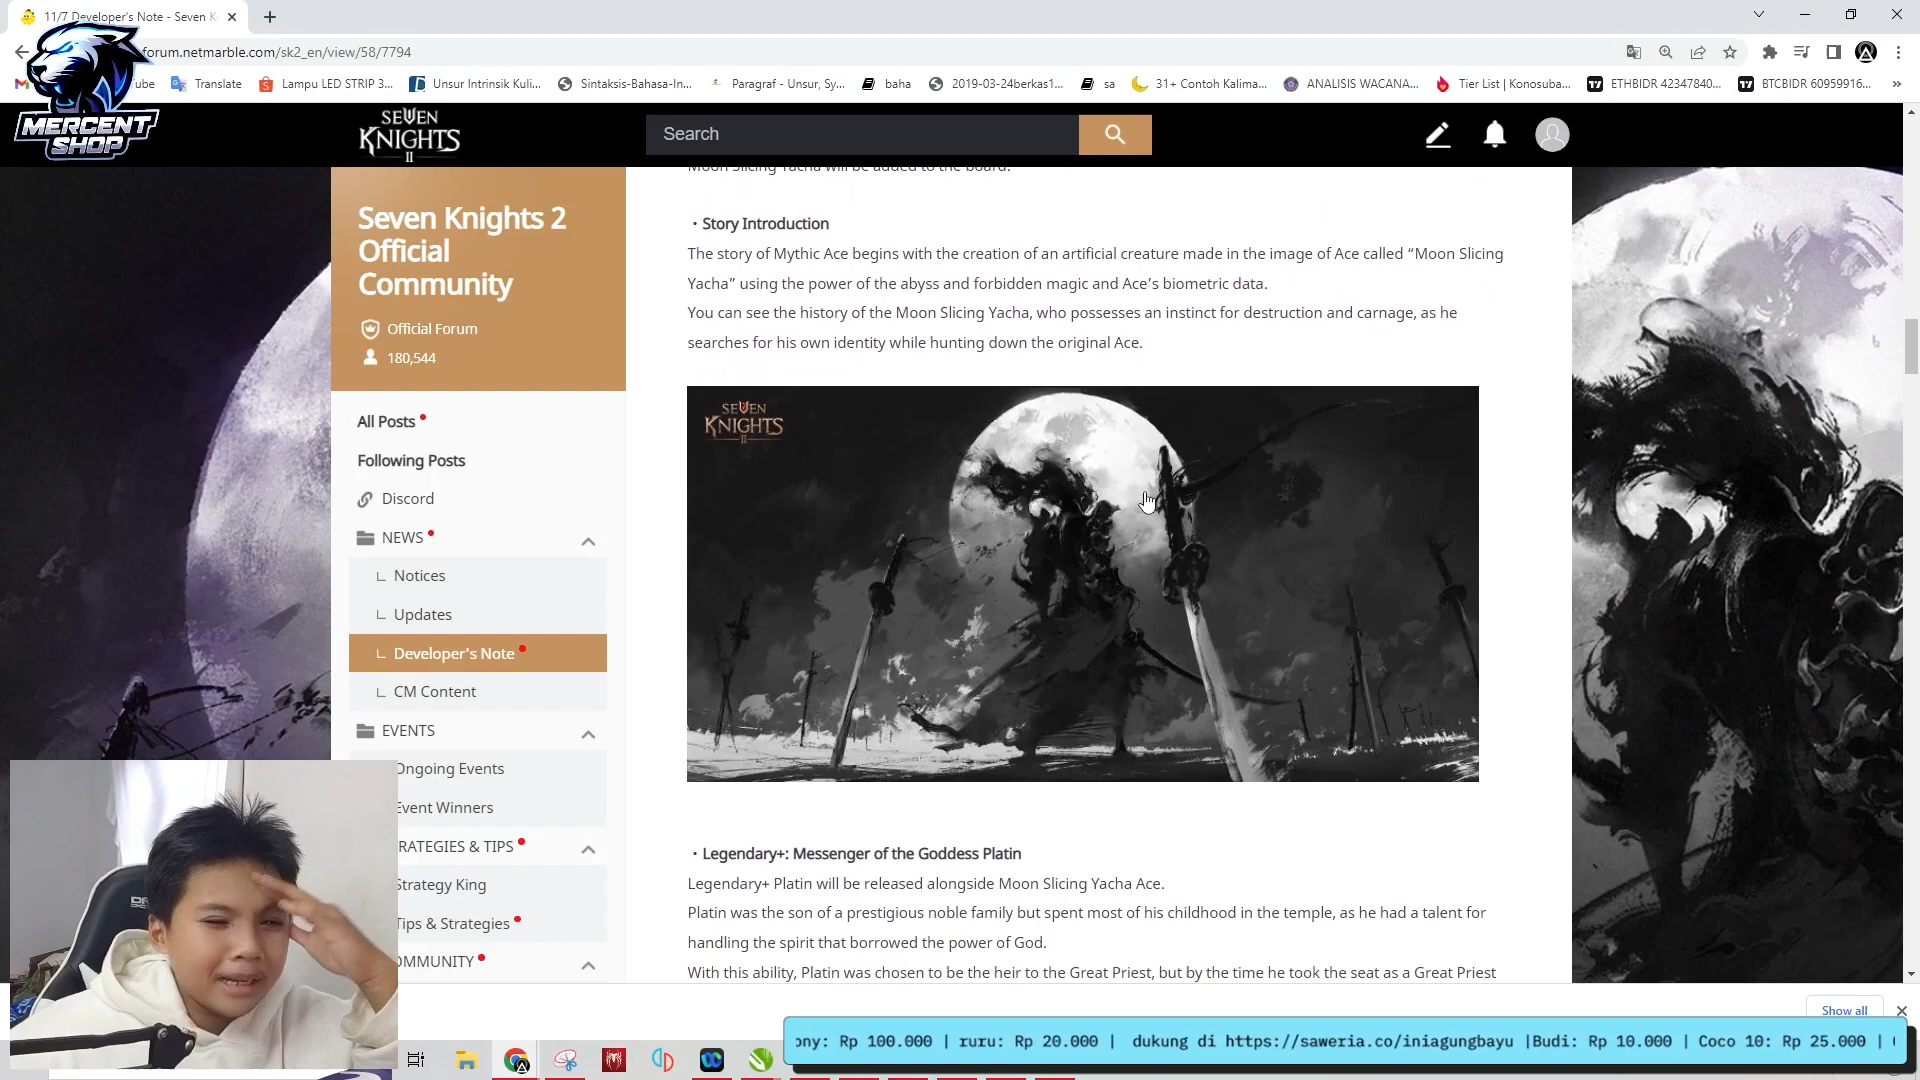 11/7 Developer's Note - Seven K
forum.netmarble.com/sk2_en/view/58/7794
Translate
Lampu LED STRIP 3...
Unsur Intrinsik Kuli...
Sintaksis-Bahasa-In...
Paragraf - Unsur, Sy...
baha
2019-03-24berkas1...
sa
31+ Contoh Kalima...
ANALISIS WACANA...
Tier List | Konosuba...
ETHBIDR 42347840...
BTCBIDR 60959916...
MERCENT
SHOP
SEVEN
KNIGHTS
II
Search
Moon Slicing Yacha will be added to the board.
Seven Knights 2
Official
Community
Official Forum
180,544
All Posts
Following Posts
Discord
NEWS
Notices
Updates
Developer's Note
CM Content
EVENTS
Ongoing Events
Event Winners
RATEGIES & TIPS
Strategy King
Tips & Strategies
OMMUNITY
・Story Introduction
The story of Mythic Ace begins with the creation of an artificial creature made in the image of Ace called “Moon Slicing
Yacha” using the power of the abyss and forbidden magic and Ace’s biometric data.
You can see the history of the Moon Slicing Yacha, who possesses an instinct for destruction and carnage, as he
searches for his own identity while hunting down the original Ace.
SEVEN
KNIGHTS
II
・Legendary+: Messenger of the Goddess Platin
Legendary+ Platin will be released alongside Moon Slicing Yacha Ace.
Platin was the son of a prestigious noble family but spent most of his childhood in the temple, as he had a talent for
handling the spirit that borrowed the power of God.
With this ability, Platin was chosen to be the heir to the Great Priest, but by the time he took the seat as a Great Priest
Show all
ony: Rp 100.000 | ruru: Rp 20.000 | dukung di https://saweria.co/iniagungbayu |Budi: Rp 10.000 | Coco 10: Rp 25.000 |